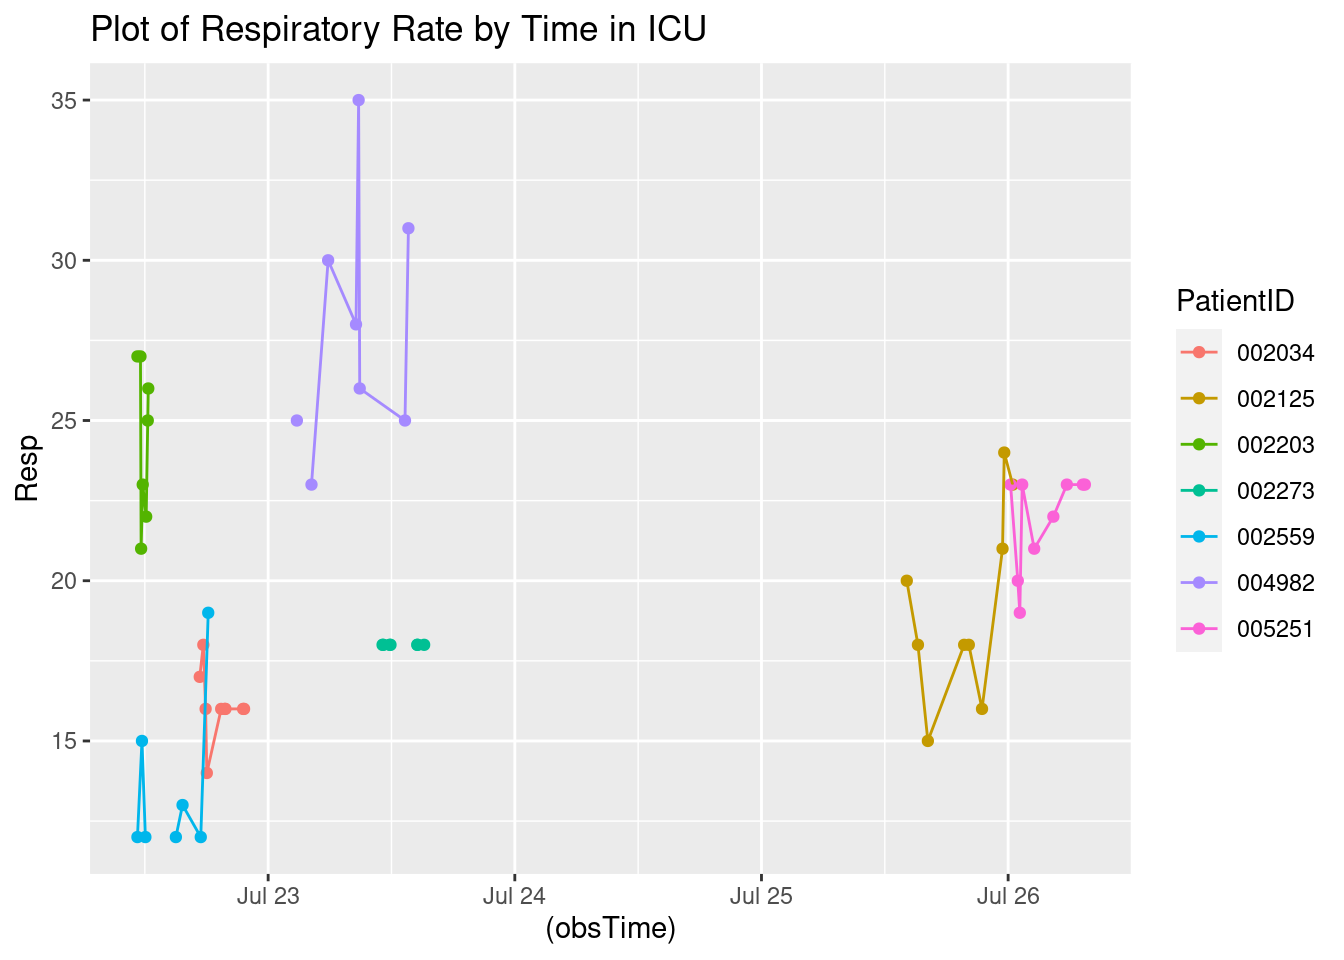 Plot of Respiratory Rate by Time in ICU
35
30
25
20
15
Resp
Jul 23
Jul 24
Jul 25
Jul 26
(obsTime)
PatientID
002034
002125
002203
002273
002559
004982
005251